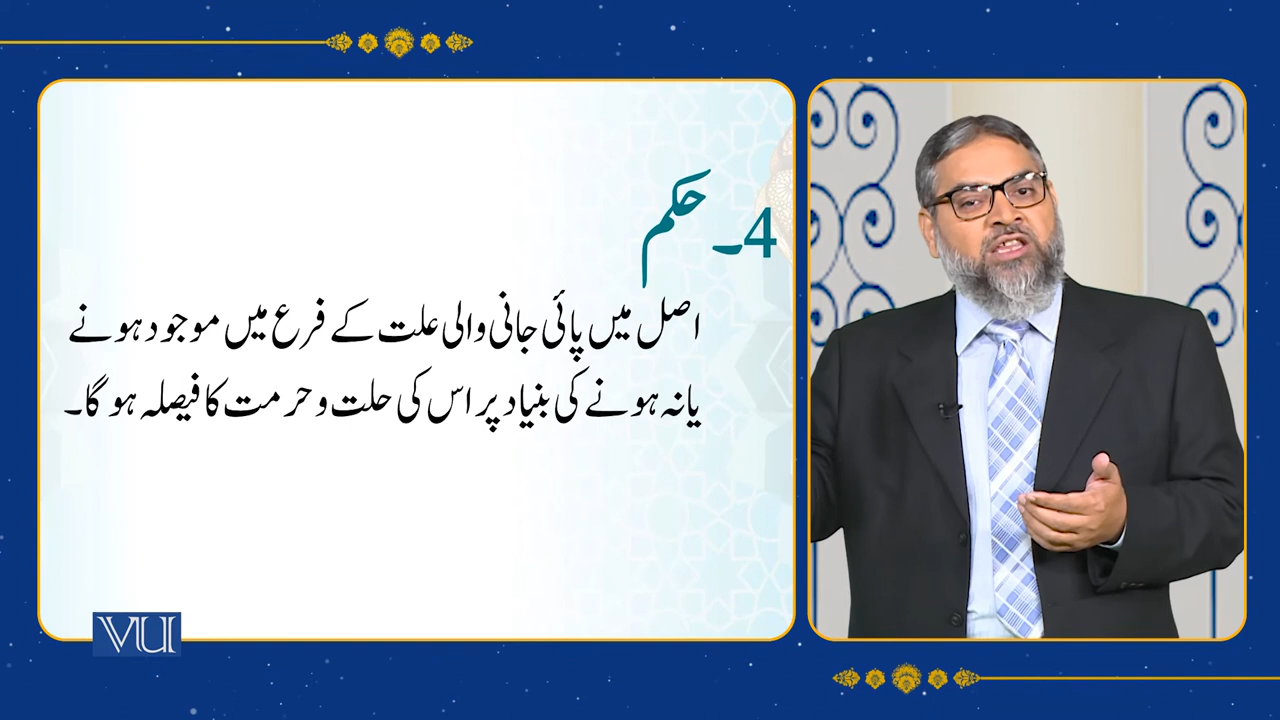 4۔ حکم
اصل میں پائی جانی والی علت کے فرع میں موجود ہونے
یا نہ ہونے کی بنیاد پر اس کی حلت و حرمت کا فیصلہ ہو گا۔
VU